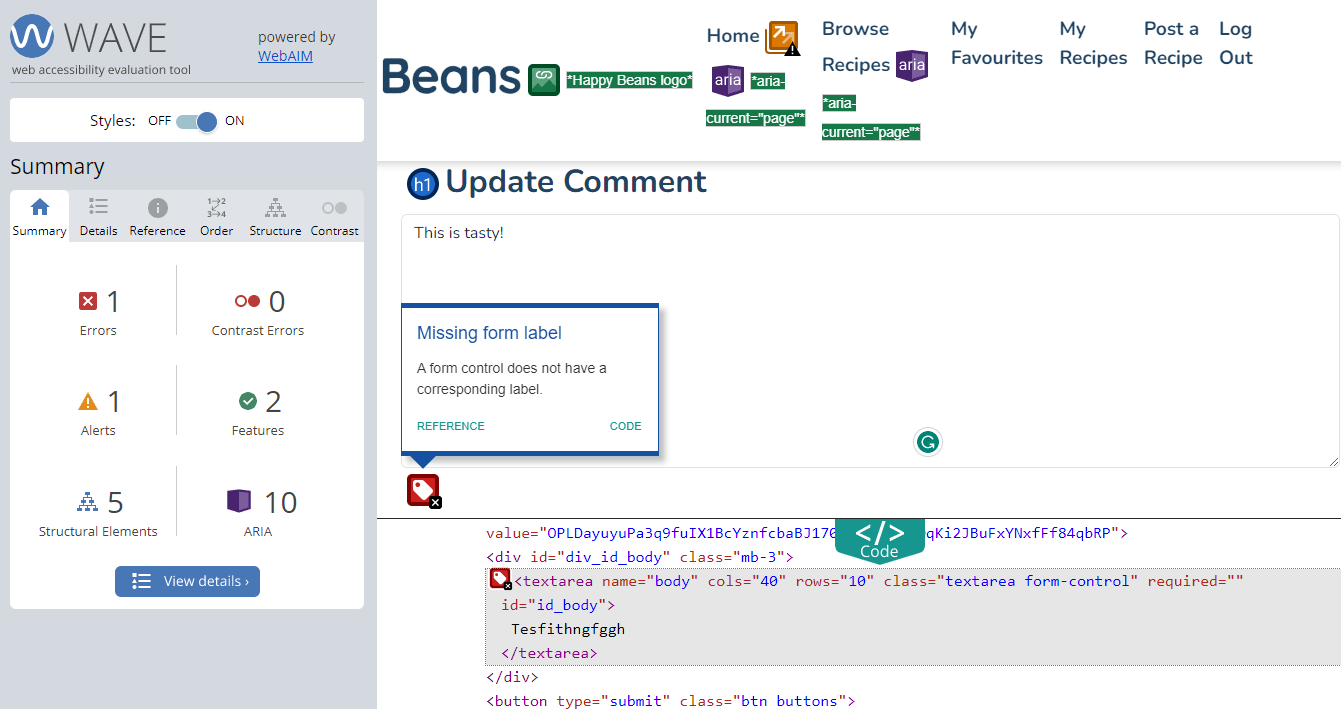 WAVE
web accessibility evaluation tool
powered by
WebAIM
Styles: OFF ON
Summary
Summary Details Reference Order Structure Contrast
1 Errors
0 Contrast Errors
1 Alerts
2 Features
5 Structural Elements
10 ARIA
View details ›
Beans *Happy Beans logo*
Home
aria *aria-
current="page"*
Browse
Recipes aria
*aria-
current="page"*
My
Favourites
My
Recipes
Post a
Recipe
Log
Out
h1 Update Comment
This is tasty!
Missing form label
A form control does not have a
corresponding label.
REFERENCE CODE
</>
Code
value="OPLDayuyuPa3q9fuIX1BcYznfcbaBJ170 qKi2JBuFxYNxfFf84qbRP">
<div id="div_id_body" class="mb-3">
<textarea name="body" cols="40" rows="10" class="textarea form-control" required=""
id="id_body">
Tesfithngfggh
</textarea>
</div>
<button type="submit" class="btn buttons">